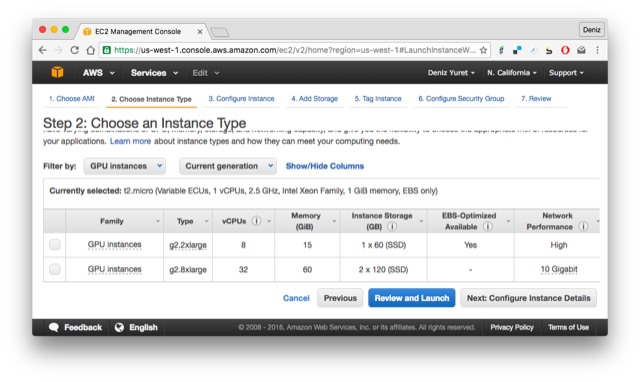 Deniz
EC2 Management Console
https://us-west-1.console.aws.amazon.com/ec2/v2/home?region=us-west-1#LaunchInstanceW...
AWS Services Edit Deniz Yuret N. California Support
1. Choose AMI 2. Choose Instance Type 3. Configure Instance 4. Add Storage 5. Tag Instance 6. Configure Security Group 7. Review
Step 2: Choose an Instance Type
your applications. Learn more about instance types and how they can meet your computing needs.
Filter by: GPU instances Current generation Show/Hide Columns
Currently selected: t2.micro (Variable ECUs, 1 vCPUs, 2.5 GHz, Intel Xeon Family, 1 GiB memory, EBS only)
Family Type vCPUs Memory (GiB) Instance Storage (GB) EBS-Optimized Available Network Performance
GPU instances g2.2xlarge 8 15 1 x 60 (SSD) Yes High
GPU instances g2.8xlarge 32 60 2 x 120 (SSD) - 10 Gigabit
Cancel Previous Review and Launch Next: Configure Instance Details
Feedback English © 2008 - 2016, Amazon Web Services, Inc. or its affiliates. All rights reserved. Privacy Policy Terms of Use